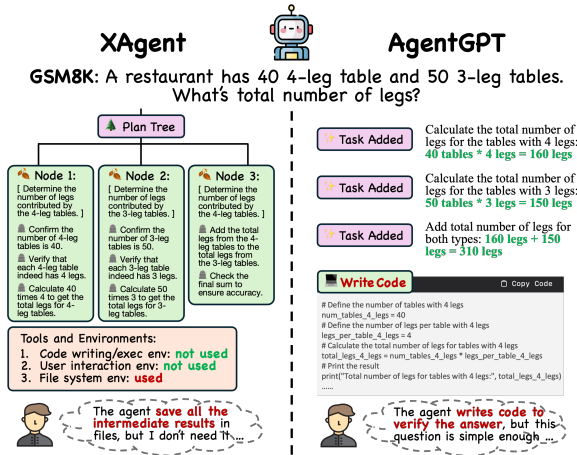 XAgent
AgentGPT
GSM8K: A restaurant has 40 4-leg table and 50 3-leg tables.
What's total number of legs?
Plan Tree
Node 1:
[ Determine the
number of legs
contributed by
the 4-leg tables. ]
Confirm the
number of 4-leg
tables is 40.
Verify that
each 4-leg table
indeed has 4 legs.
Calculate 40
times 4 to get the
total legs for 4-
leg tables.
Node 2:
[ Determine the
number of legs
contributed by
the 3-leg tables. ]
Confirm the
number of 3-leg
tables is 50.
Verify that
each 3-leg table
indeed has 3 legs.
Calculate 50
times 3 to get the
total legs for 3-
leg tables.
Node 3:
[ Determine the
number of legs
contributed by
the 4-leg tables. ]
Add the total
legs from the 4-
leg tables to the
total legs from
the 3-leg tables.
Check the
final sum to
ensure accuracy.
Tools and Environments:
1. Code writing/exec env: not used
2. User interaction env: not used
3. File system env: used
The agent save all the
intermediate results in
files, but I don't need it ...
Task Added
Calculate the total number of
legs for the tables with 4 legs:
40 tables * 4 legs = 160 legs
Task Added
Calculate the total number of
legs for the tables with 3 legs:
50 tables * 3 legs = 150 legs
Task Added
Add total number of legs for
both types: 160 legs + 150
legs = 310 legs
Write Code
Copy Code
# Define the number of tables with 4 legs
num_tables_4_legs = 40
# Define the number of legs per table with 4 legs
legs_per_table_4_legs = 4
# Calculate the total number of legs for tables with 4 legs
total_legs_4_legs = num_tables_4_legs * legs_per_table_4_legs
# Print the result
print("Total number of legs for tables with 4 legs:", total_legs_4_legs)
......
The agent writes code to
verify the answer, but this
question is simple enough ...